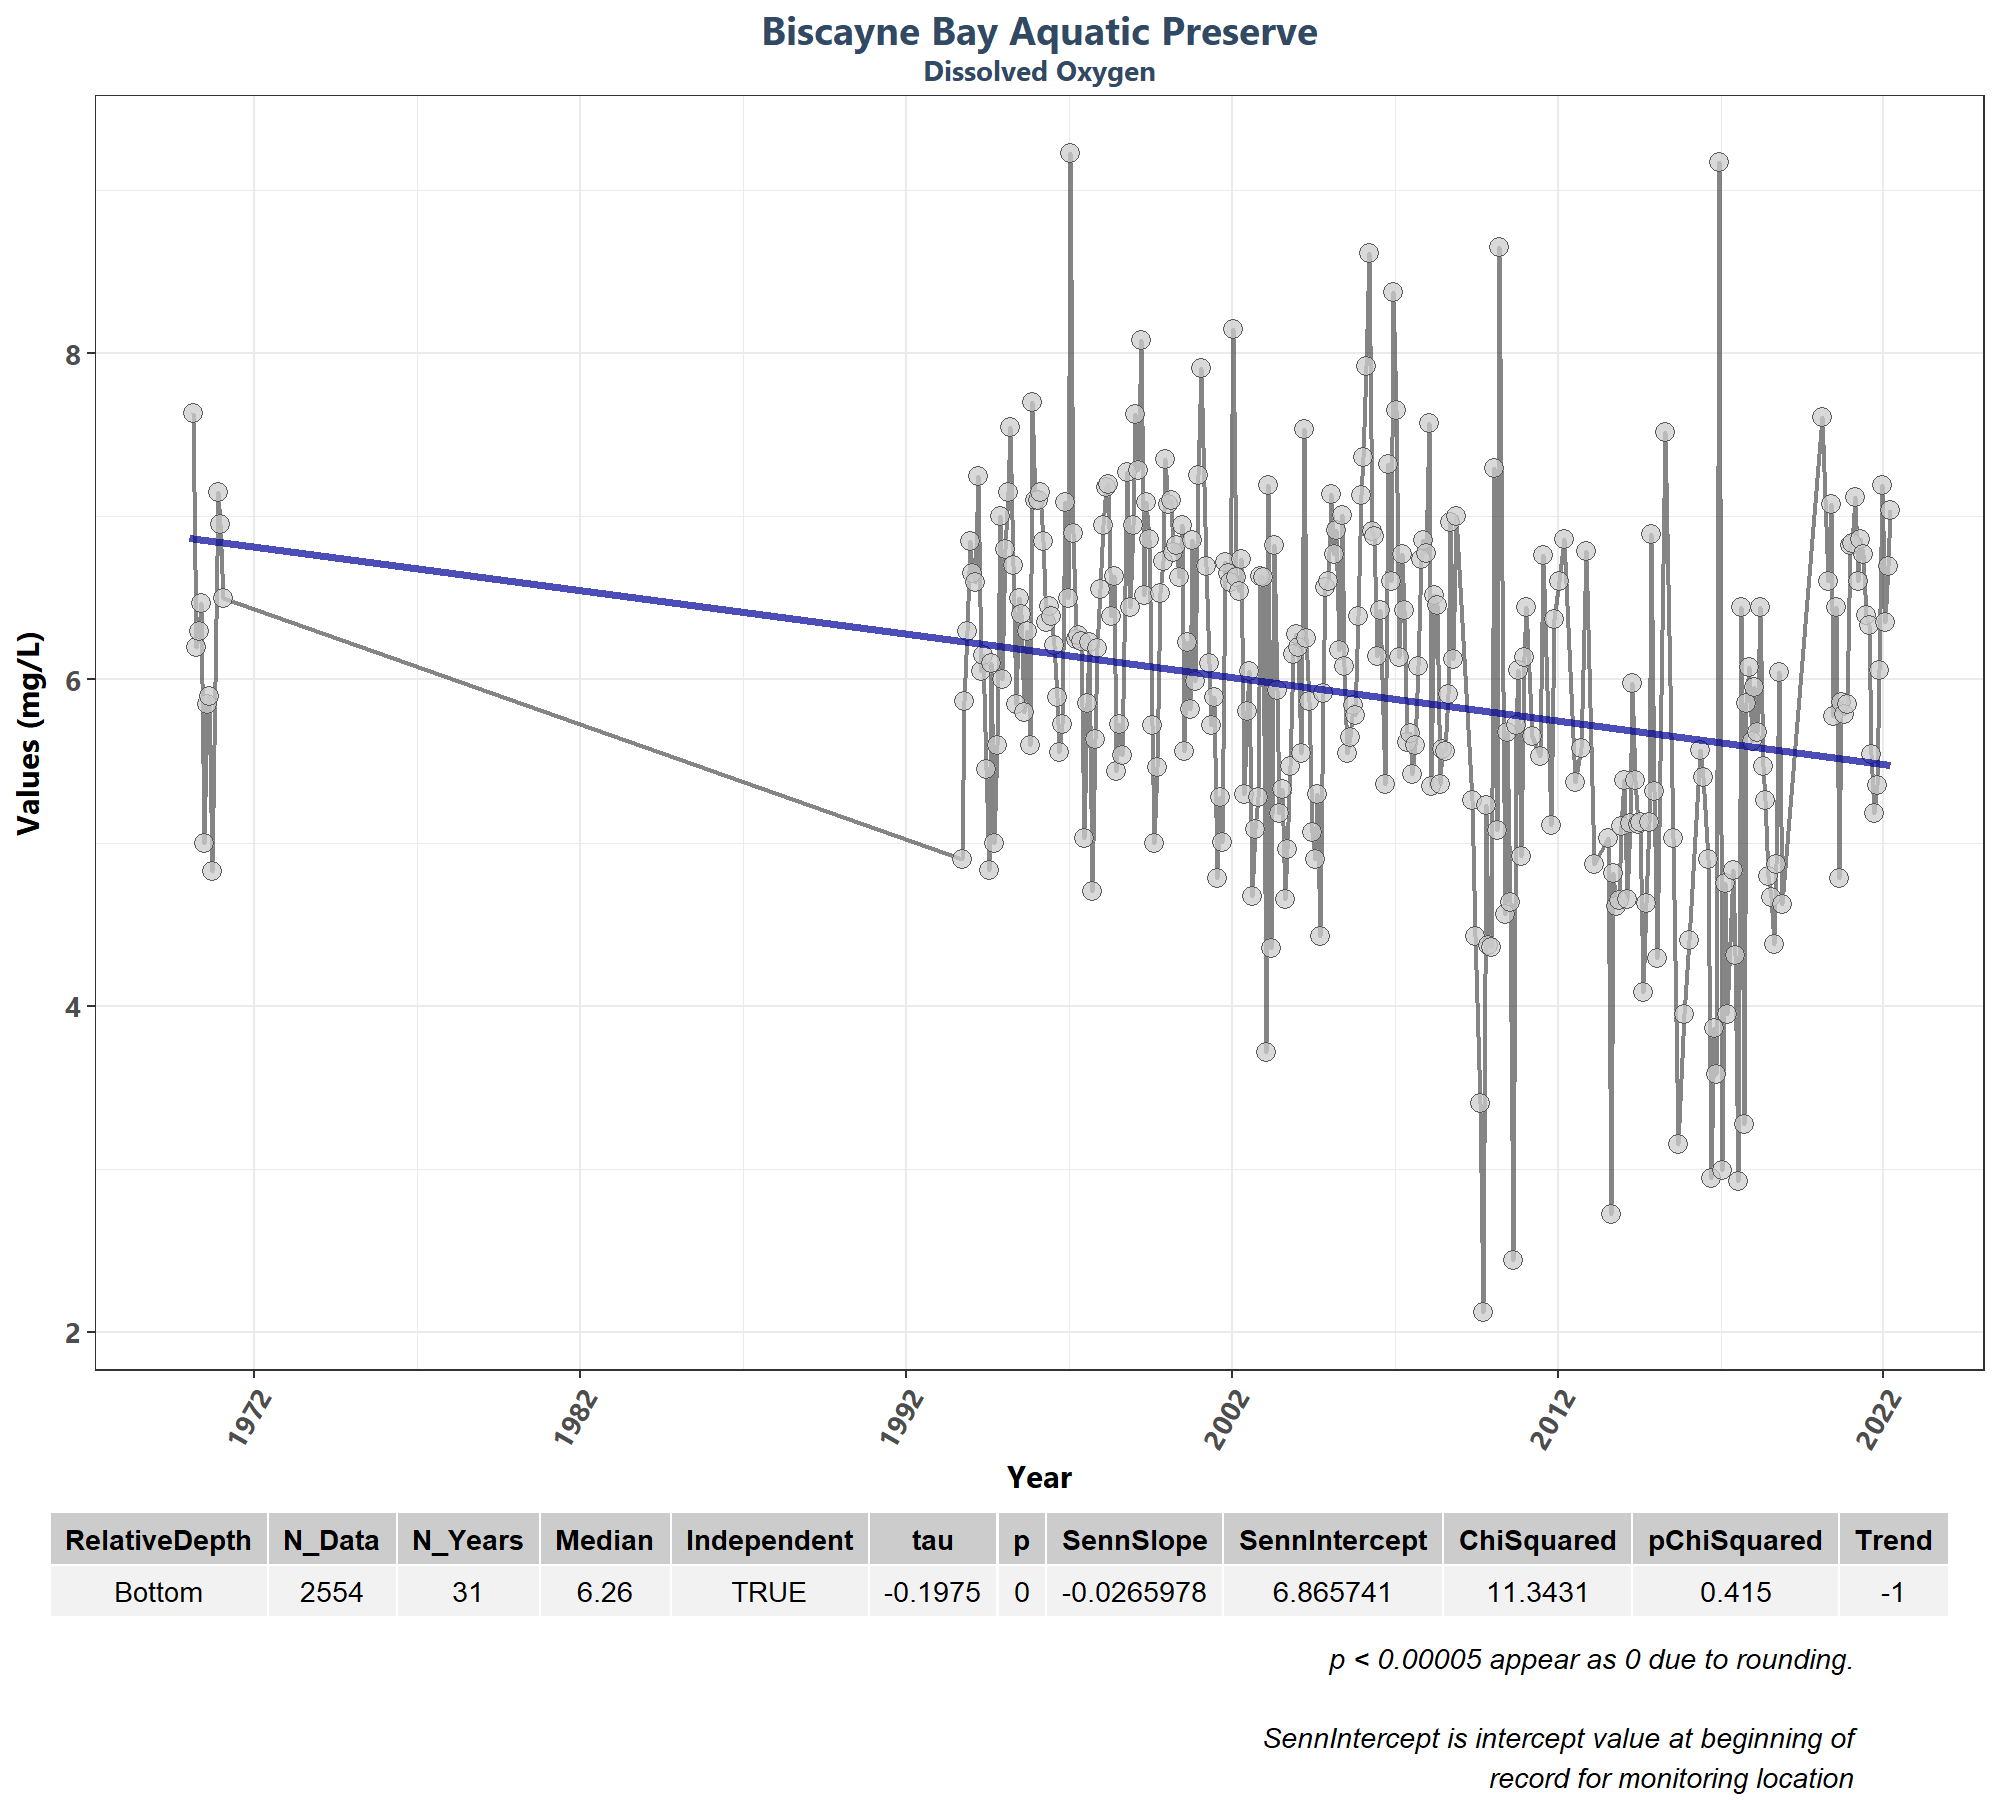 Biscayne Bay Aquatic Preserve
Dissolved Oxygen
Values (mg/L)
8
6
4
2
1972 1982 1992 2002 2012 2022
Year
RelativeDepth N_Data N_Years Median Independent tau p SennSlope SennIntercept ChiSquared pChiSquared Trend
Bottom 2554 31 6.26 TRUE -0.1975 0 -0.0265978 6.865741 11.3431 0.415 -1
p < 0.00005 appear as 0 due to rounding.
SennIntercept is intercept value at beginning of
record for monitoring location